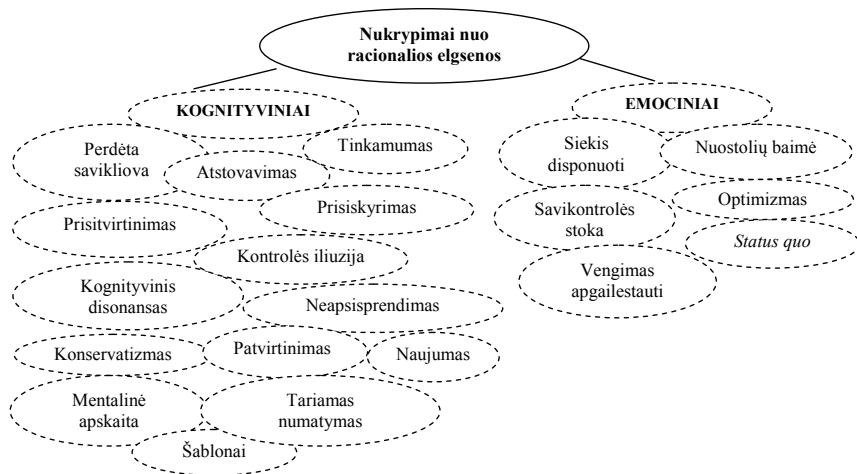 Nukrypimai nuo
racionalios elgsenos
KOGNITYVINIAI
Perdėta
savikliova
Tinkamumas
Atstovavimas
Prisiskyrimas
Prisitvirtinimas
Kontrolės iliuzija
Kognityvinis
disonansas
Neapsisprendimas
Konservatizmas
Patvirtinimas
Naujumas
Mentalinė
apskaita
Tariamas
numatymas
Šablonai
EMOCINIAI
Siekis
disponuoti
Nuostolių baimė
Optimizmas
Savikontrolės
stoka
Status quo
Vengimas
apgailestauti